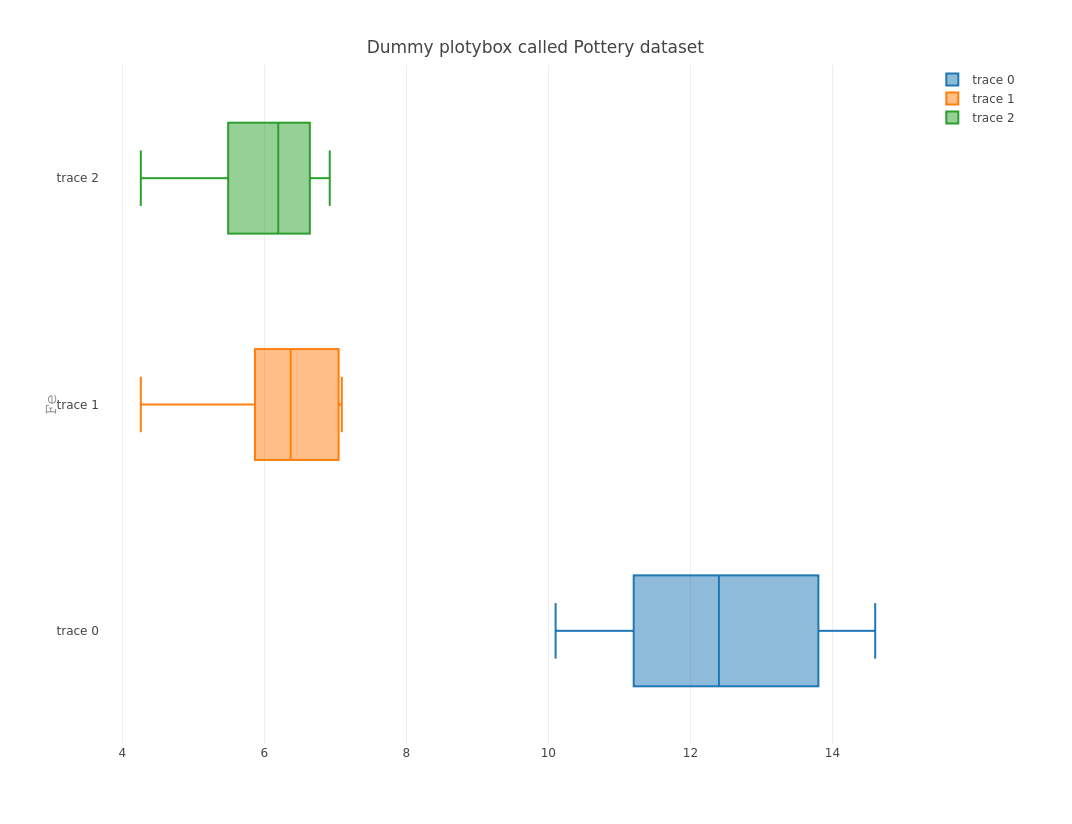 Dummy plotybox called Pottery dataset
trace 0
trace 1
trace 2
trace 2
Fe
trace 1
trace 0
4
6
8
10
12
14